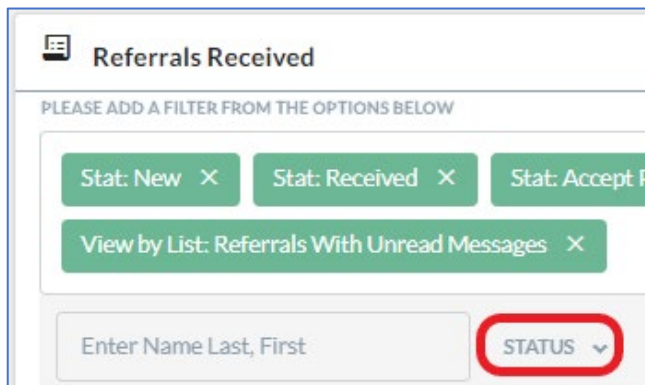 Referrals Received
PLEASE ADD A FILTER FROM THE OPTIONS BELOW
Stat: New × Stat: Received × Stat: Accept
View by List: Referrals With Unread Messages ×
Enter Name Last, First STATUS